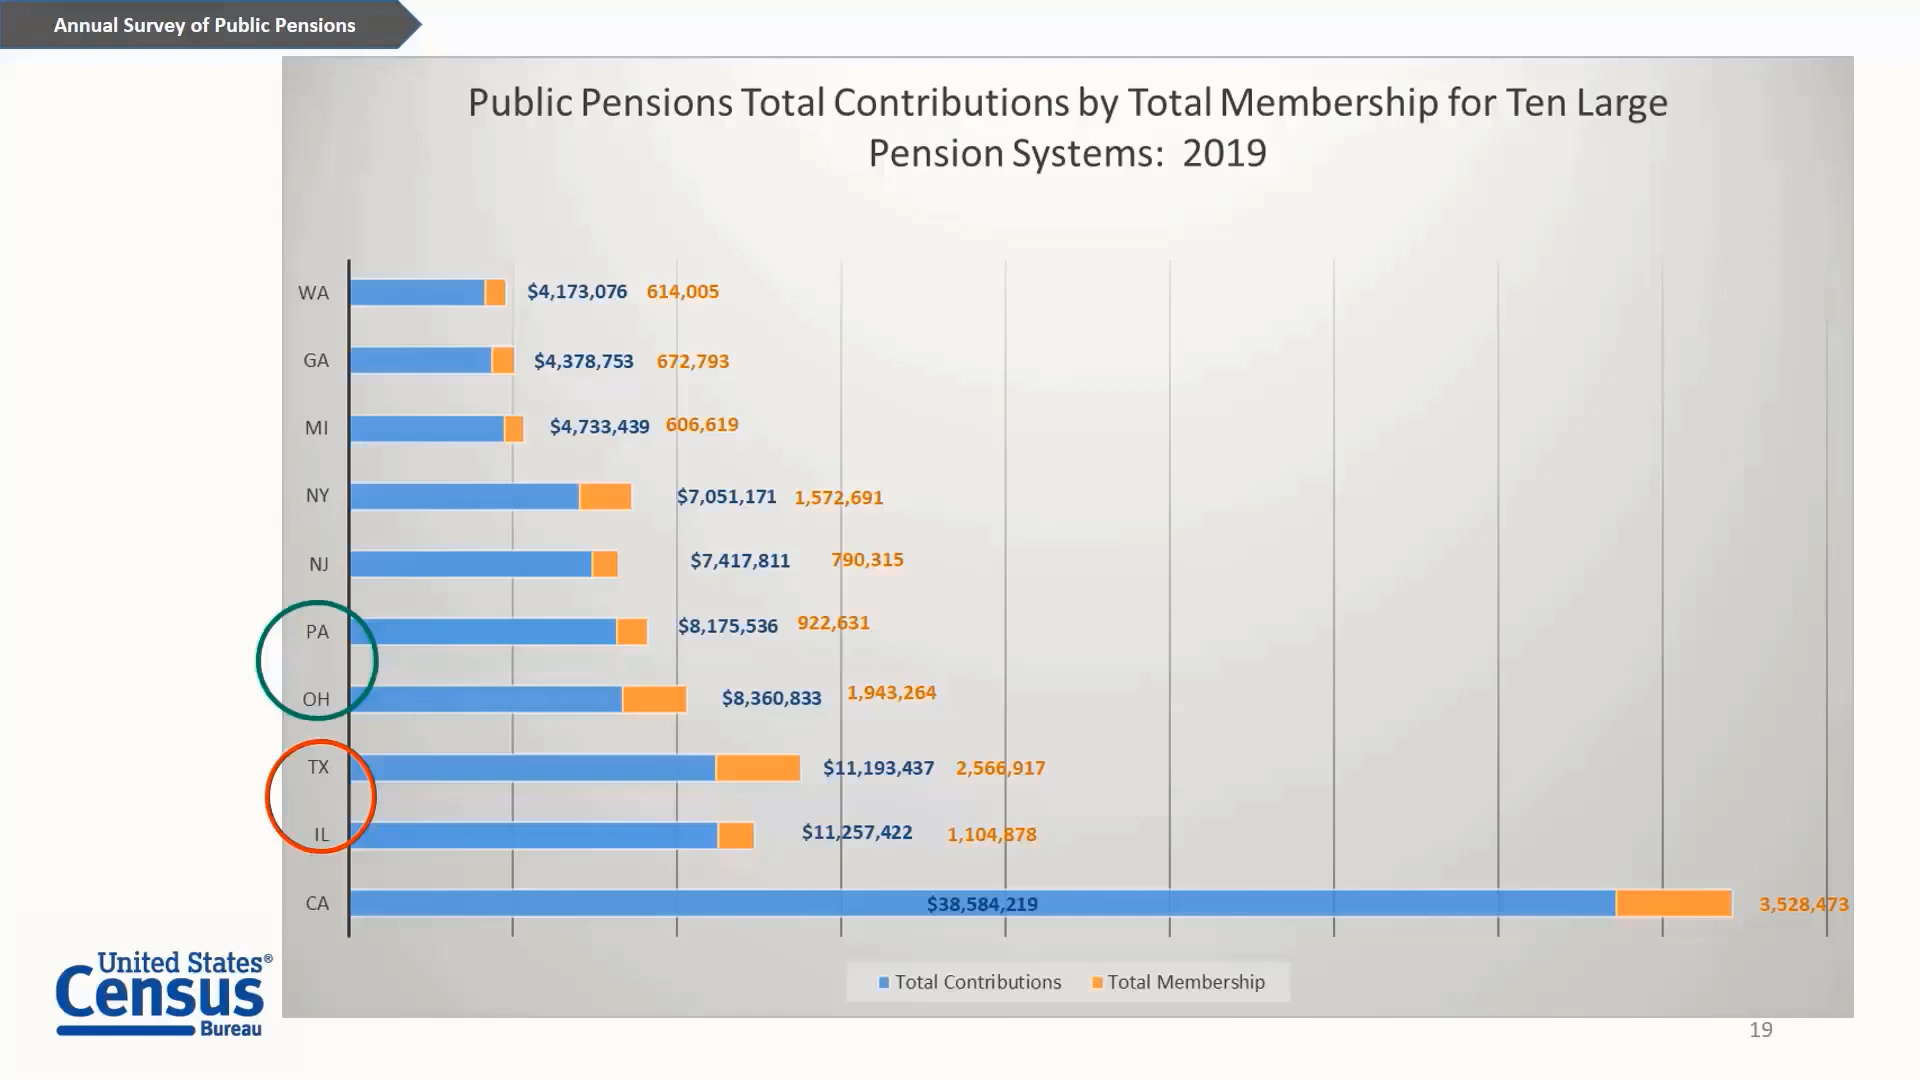 Annual Survey of Public Pensions
Public Pensions Total Contributions by Total Membership for Ten Large
Pension Systems:  2019
WA $4,173,076 614,005
GA $4,378,753 672,793
MI $4,733,439 606,619
NY $7,051,171 1,572,691
NJ $7,417,811 790,315
PA $8,175,536 922,631
OH $8,360,833 1,943,264
TX $11,193,437 2,566,917
IL $11,257,422 1,104,878
CA $38,584,219 3,528,473
Total Contributions Total Membership
United States®
Census
Bureau
19